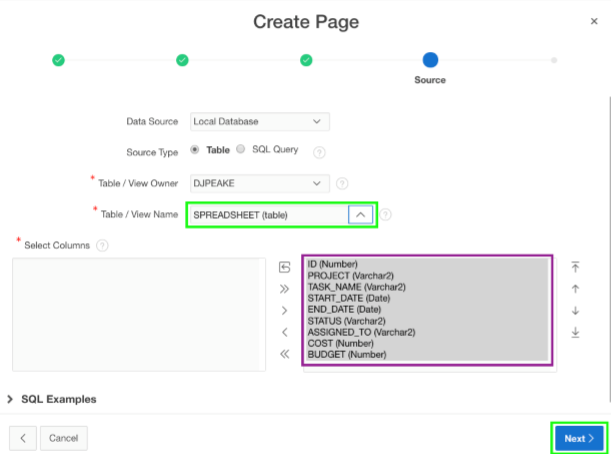 Create Page
Source
Data Source Local Database
Source Type Table SQL Query
* Table / View Owner DJPEAKE
* Table / View Name SPREADSHEET (table)
* Select Columns
ID (Number)
PROJECT (Varchar2)
TASK_NAME (Varchar2)
START_DATE (Date)
END_DATE (Date)
STATUS (Varchar2)
ASSIGNED_TO (Varchar2)
COST (Number)
BUDGET (Number)
SQL Examples
Cancel Next